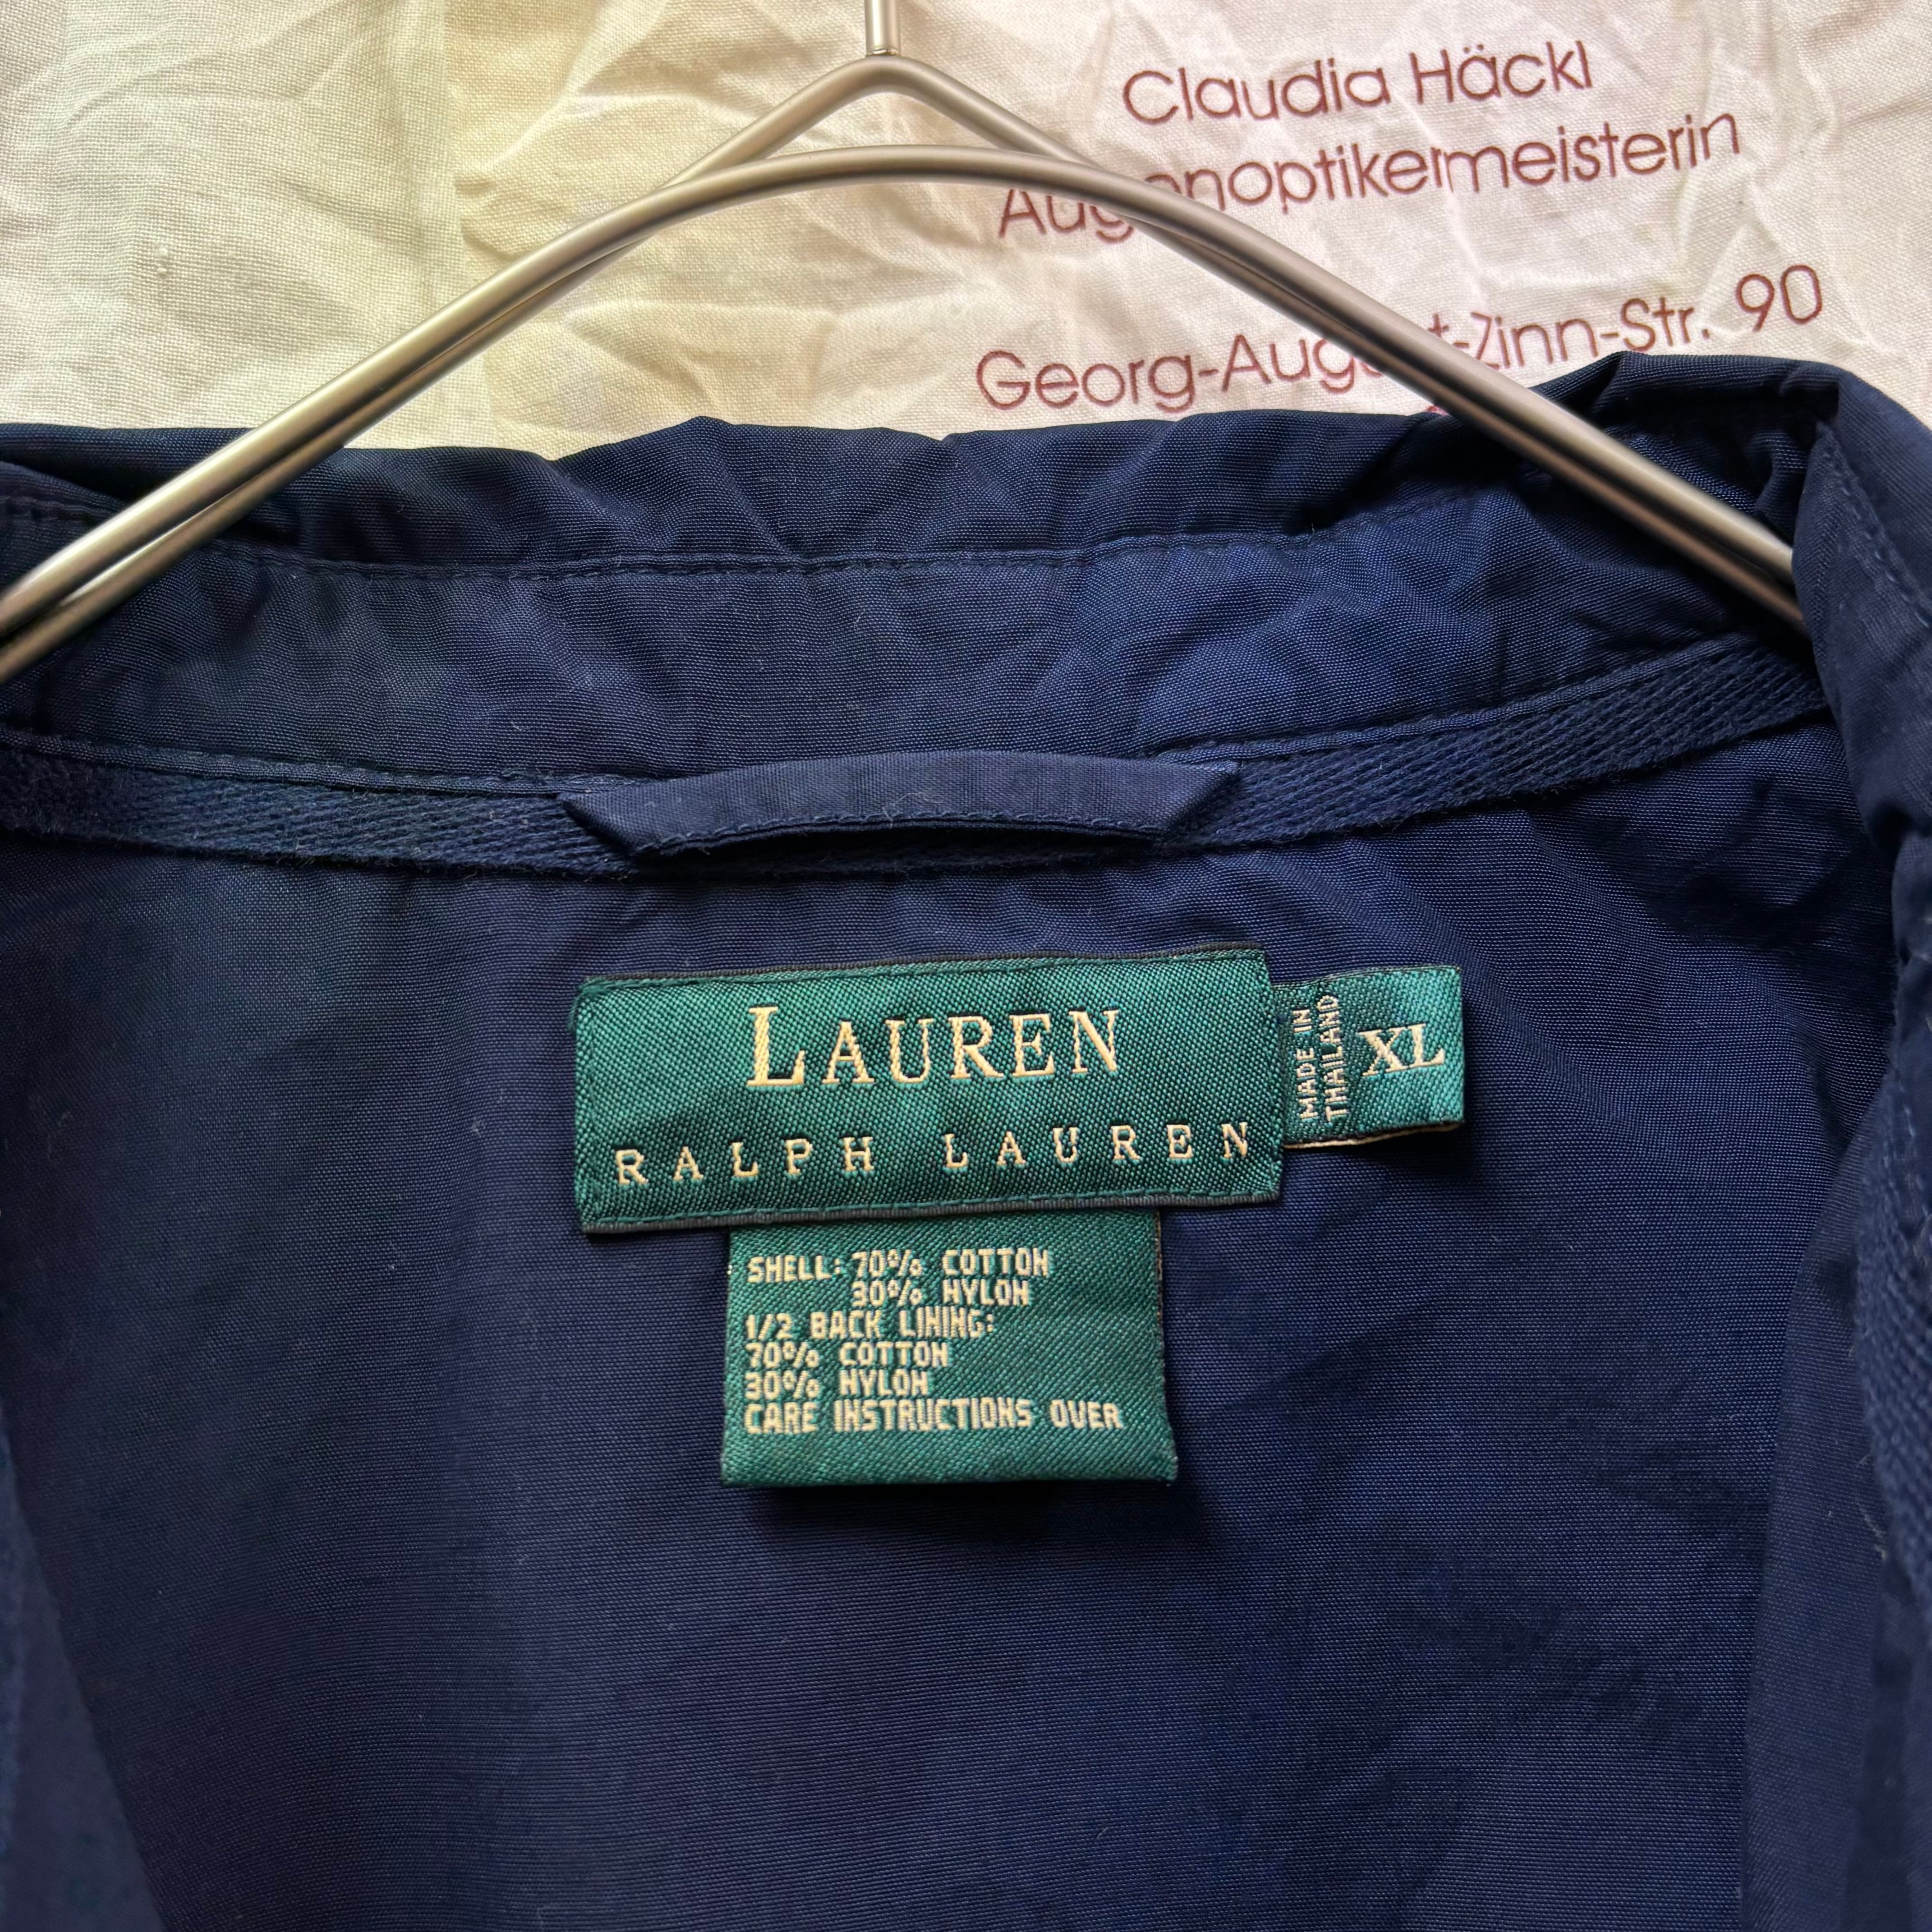 Claudia Häckl
Augenoptikermeisterin
Georg-August-Zinn-Str. 90
LAUREN
RALPH LAUREN
MADE IN
THAILAND
XL
SHELL: 70% COTTON
30% NYLON
1/2 BACK LINING:
70% COTTON
30% NYLON
CARE INSTRUCTIONS OVER